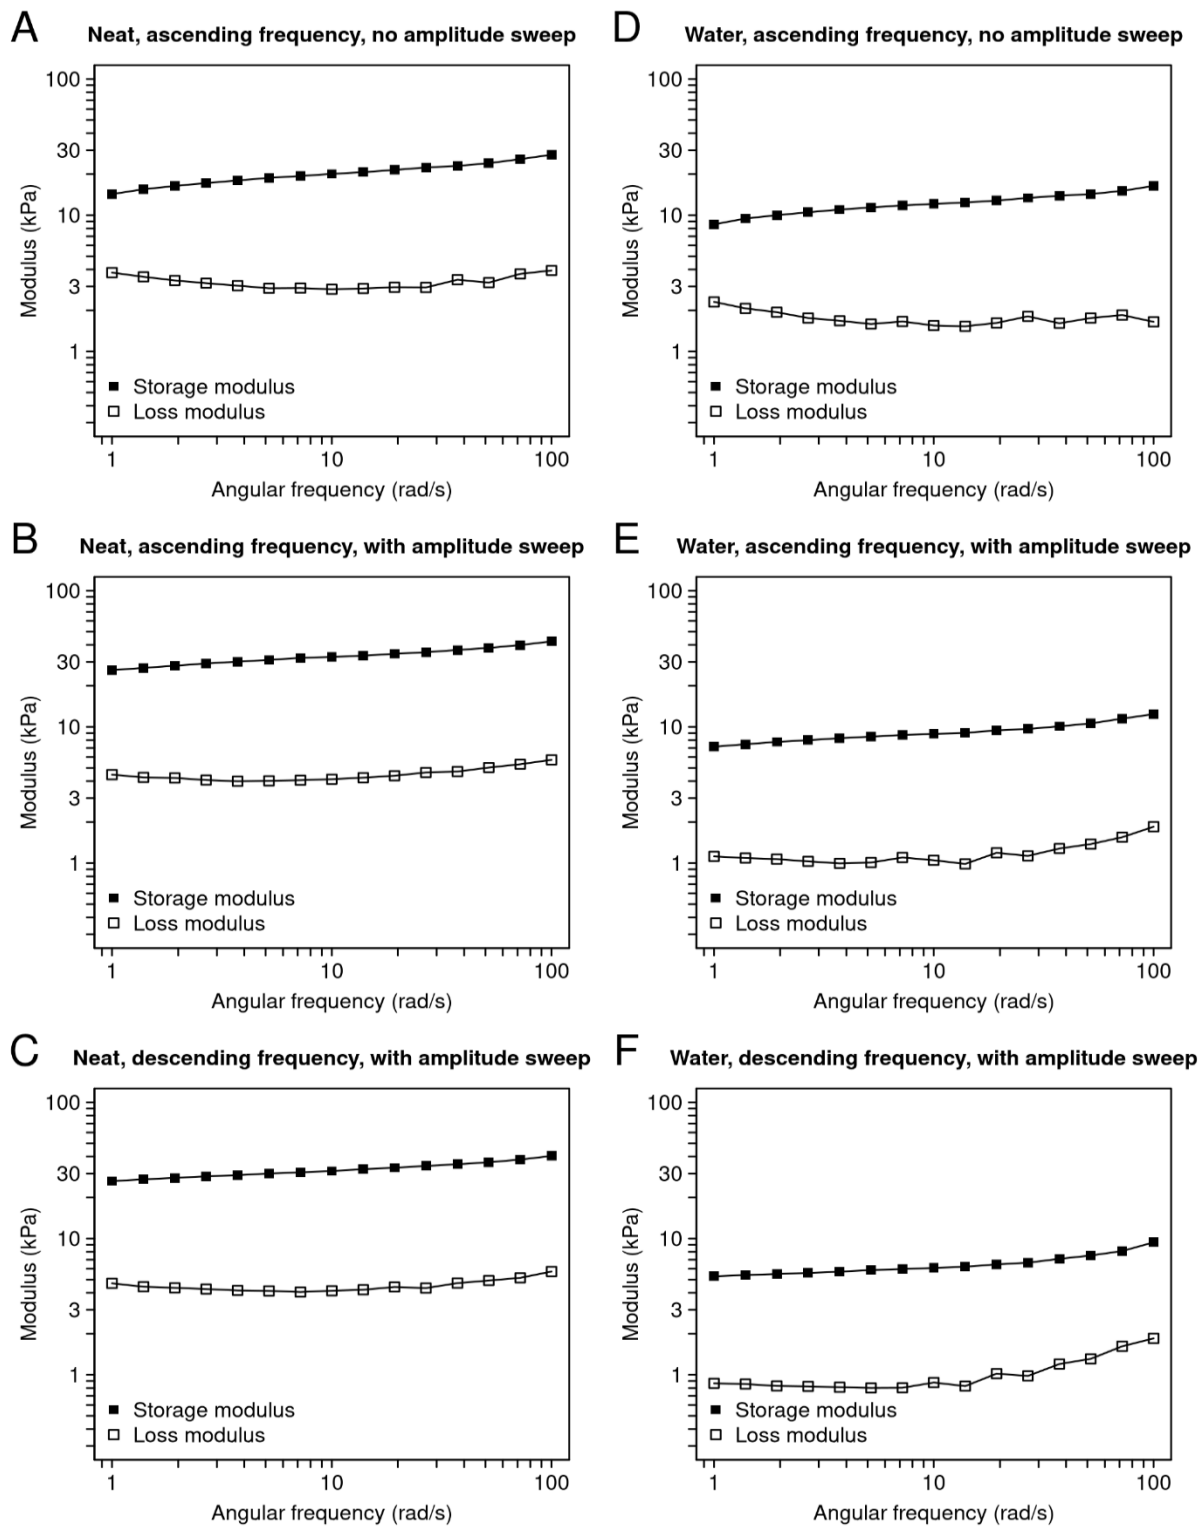 A
Neat, ascending frequency, no amplitude sweep
100
30
10
3
1
Modulus (kPa)
Storage modulus
Loss modulus
1 10 100
Angular frequency (rad/s)
D
Water, ascending frequency, no amplitude sweep
100
30
10
3
1
Modulus (kPa)
Storage modulus
Loss modulus
1 10 100
Angular frequency (rad/s)
B
Neat, ascending frequency, with amplitude sweep
100
30
10
3
1
Modulus (kPa)
Storage modulus
Loss modulus
1 10 100
Angular frequency (rad/s)
E
Water, ascending frequency, with amplitude sweep
100
30
10
3
1
Modulus (kPa)
Storage modulus
Loss modulus
1 10 100
Angular frequency (rad/s)
C
Neat, descending frequency, with amplitude sweep
100
30
10
3
1
Modulus (kPa)
Storage modulus
Loss modulus
1 10 100
Angular frequency (rad/s)
F
Water, descending frequency, with amplitude sweep
100
30
10
3
1
Modulus (kPa)
Storage modulus
Loss modulus
1 10 100
Angular frequency (rad/s)